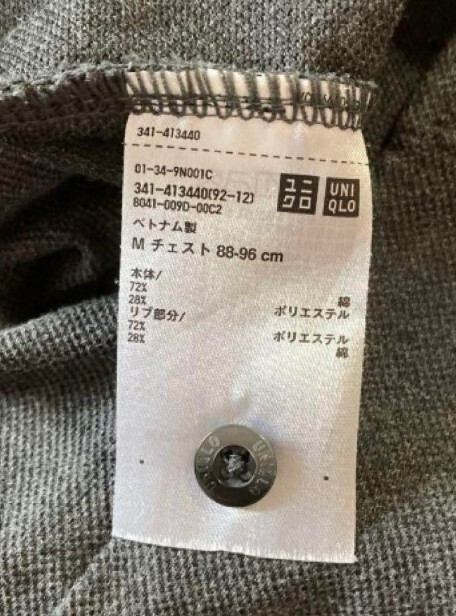 341-413440
01-34-9N001C
341-413440(92-12)
8041-009D-00C2
ユニクロ
UNIQLO
ベトナム製
M チェスト 88-96 cm
本体/
72% 綿
28% ポリエステル
リブ部分/
72% ポリエステル
28% 綿
UNIQLO UNIQLO